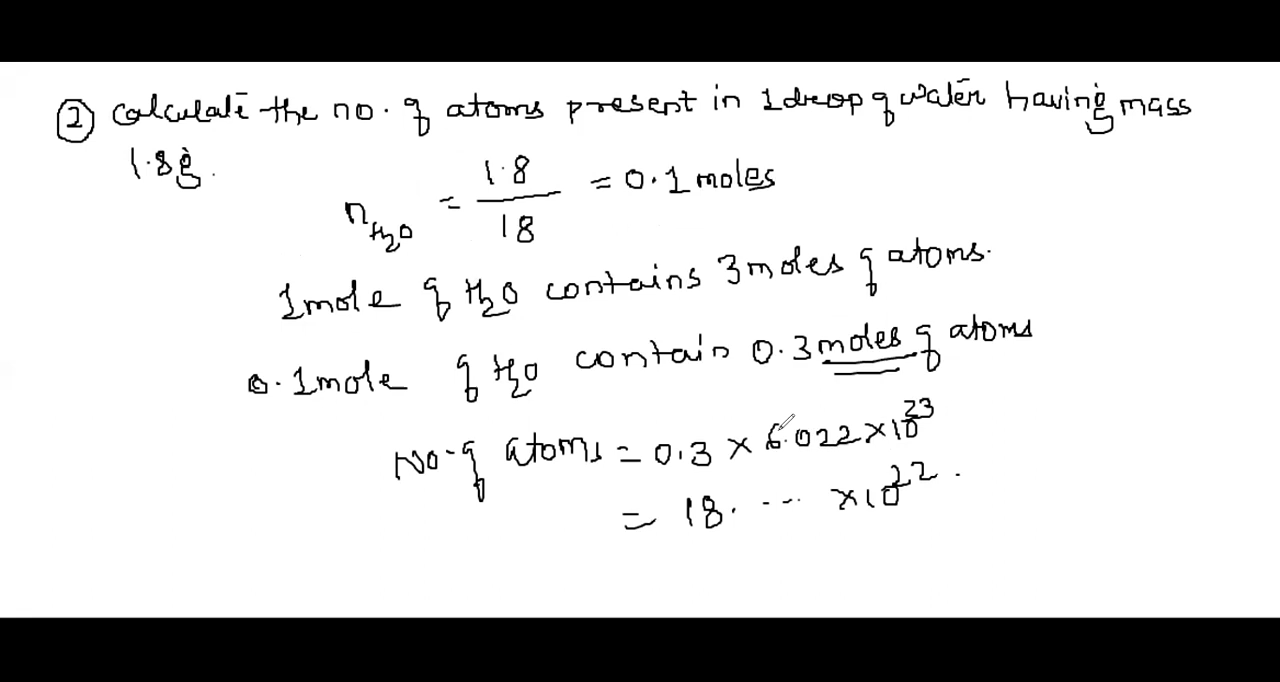 ② Calculate the no. of atoms present in 1 drop of water having mass
1.8g.
n H₂O = 1.8 / 18 = 0.1 moles
1 mole of H₂O contains 3 moles of atoms.
0.1 mole of H₂O contain 0.3 moles of atoms
No. of atoms = 0.3 × 6.022 × 10²³
= 18. --- × 10²² .